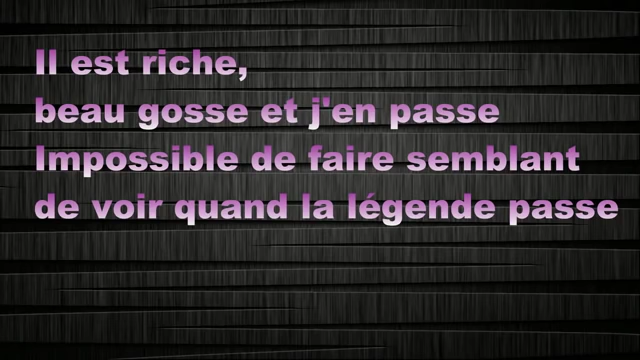 Il est riche,
beau gosse et j'en passe
Impossible de faire semblant
de voir quand la légende passe